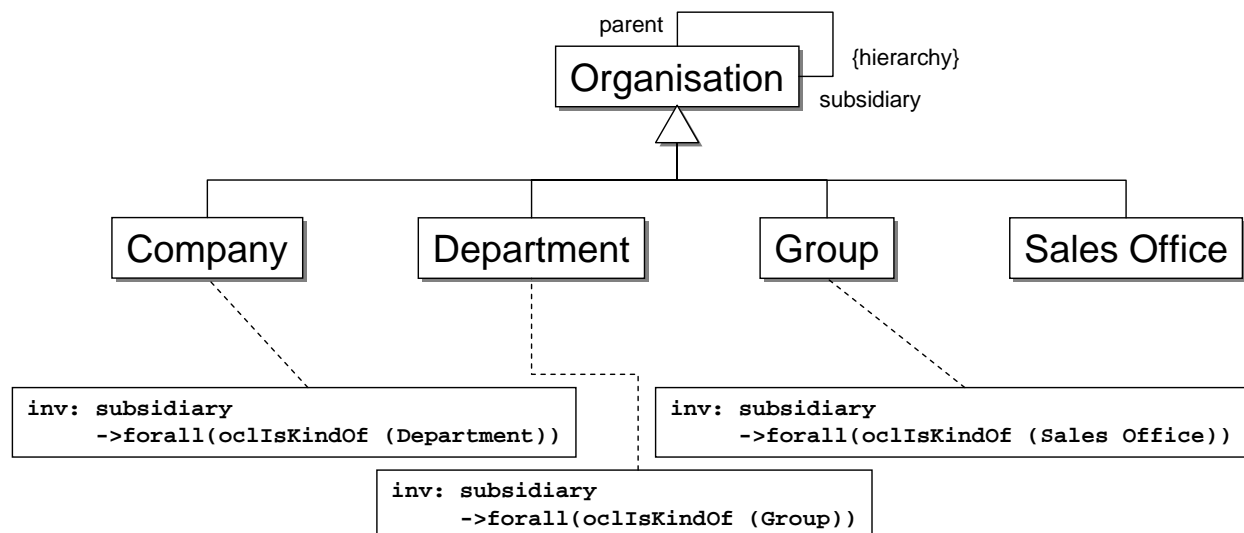 parent
{hierarchy}
Organisation
subsidiary
Company
Department
Group
Sales Office
inv: subsidiary
->forall(oclIsKindOf (Department))
inv: subsidiary
->forall(oclIsKindOf (Sales Office))
inv: subsidiary
->forall(oclIsKindOf (Group))